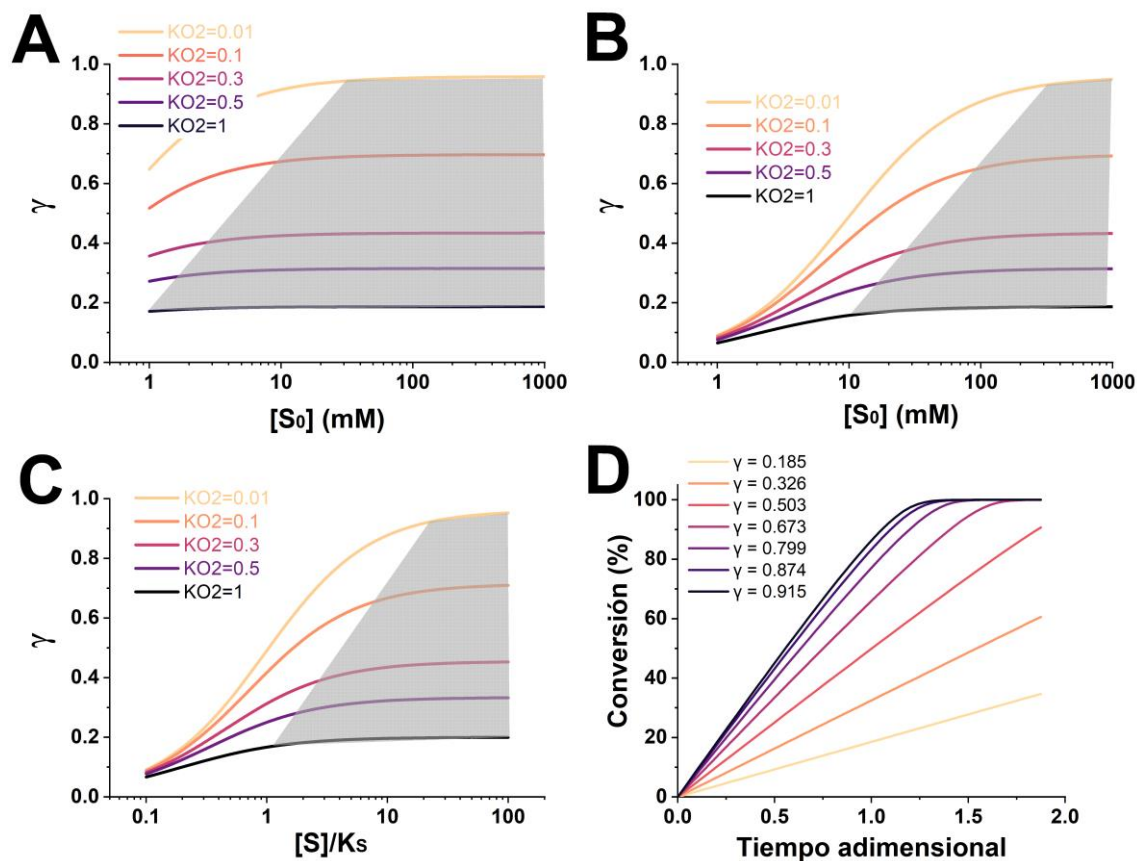 A
KO2=0.01
KO2=0.1
KO2=0.3
KO2=0.5
KO2=1
1.0
0.8
0.6
0.4
0.2
0.0
γ
1 10 100 1000
[S₀] (mM)
B
KO2=0.01
KO2=0.1
KO2=0.3
KO2=0.5
KO2=1
1.0
0.8
0.6
0.4
0.2
0.0
γ
1 10 100 1000
[S₀] (mM)
C
KO2=0.01
KO2=0.1
KO2=0.3
KO2=0.5
KO2=1
1.0
0.8
0.6
0.4
0.2
0.0
γ
0.1 1 10 100
[S]/Ks
D
γ = 0.185
γ = 0.326
γ = 0.503
γ = 0.673
γ = 0.799
γ = 0.874
γ = 0.915
100
80
60
40
20
0
Conversión (%)
0.0 0.5 1.0 1.5 2.0
Tiempo adimensional